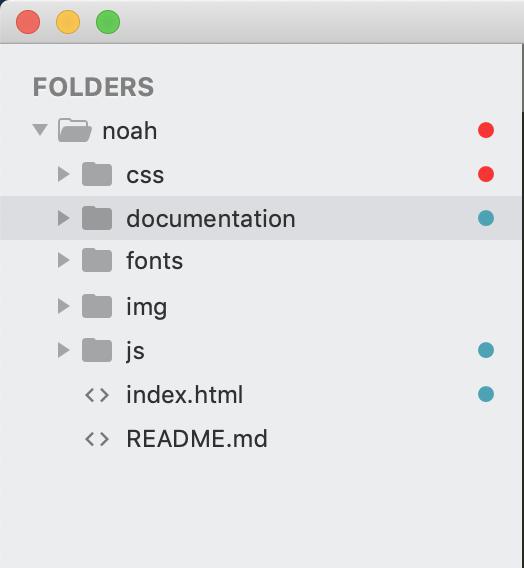 FOLDERS
noah
css
documentation
fonts
img
js
index.html
README.md